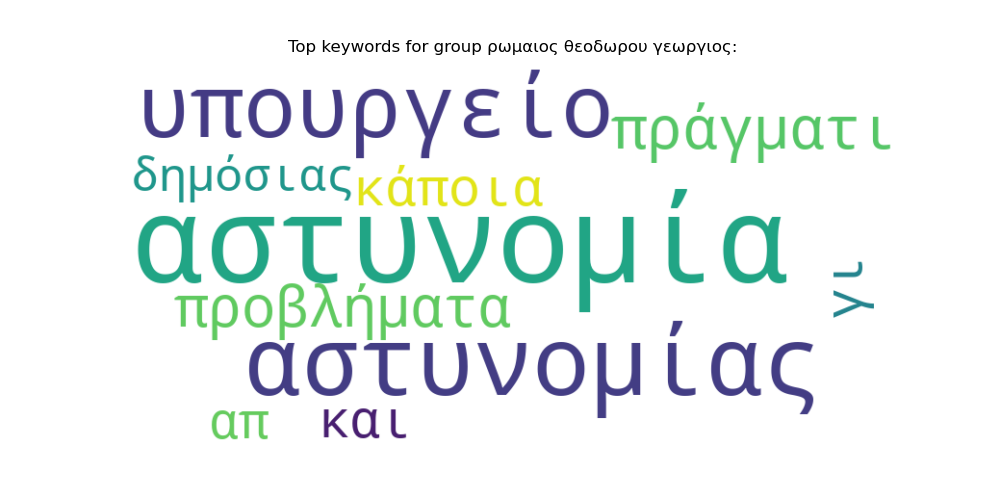 Top keywords for group ρωμαιος θεοδωρου γεωργιος:
υπουργείο
πράγματι
δημόσιας
κάποια
αστυνομία
γι
προβλήματα
αστυνομίας
απ
και